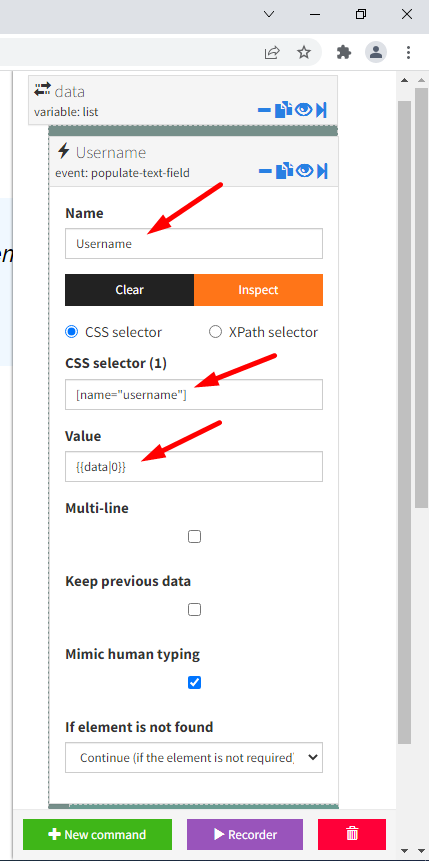 data
variable: list
Username
event: populate-text-field
Name
Username
Clear Inspect
CSS selector XPath selector
CSS selector (1)
[name="username"]
Value
{{data|0}}
Multi-line
Keep previous data
Mimic human typing
If element is not found
Continue (if the element is not required)
New command Recorder